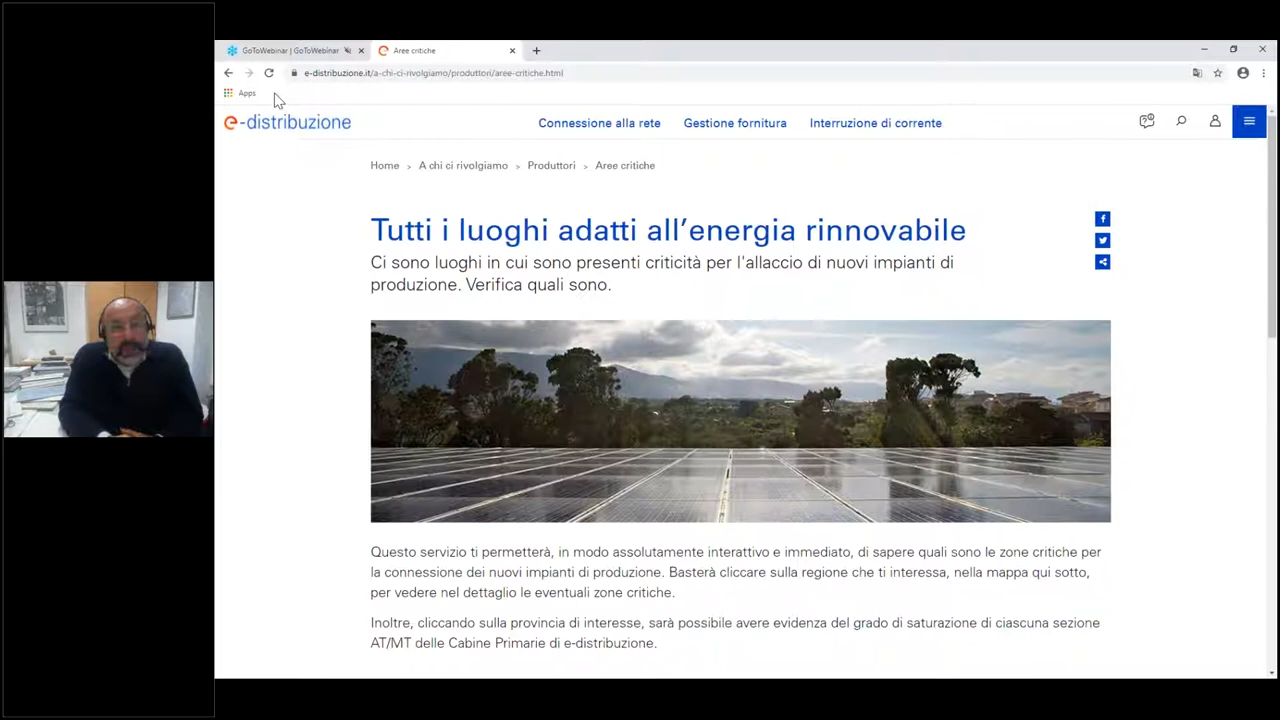 GoToWebinar | GoToWebinar
Aree critiche
e-distribuzione.it/a-chi-ci-rivolgiamo/produttori/aree-critiche.html
Apps
e-distribuzione
Connessione alla rete
Gestione fornitura
Interruzione di corrente
Home > A chi ci rivolgiamo > Produttori > Aree critiche
Tutti i luoghi adatti all’energia rinnovabile
Ci sono luoghi in cui sono presenti criticità per l'allaccio di nuovi impianti di
produzione. Verifica quali sono.
Questo servizio ti permetterà, in modo assolutamente interattivo e immediato, di sapere quali sono le zone critiche per
la connessione dei nuovi impianti di produzione. Basterà cliccare sulla regione che ti interessa, nella mappa qui sotto,
per vedere nel dettaglio le eventuali zone critiche.
Inoltre, cliccando sulla provincia di interesse, sarà possibile avere evidenza del grado di saturazione di ciascuna sezione
AT/MT delle Cabine Primarie di e-distribuzione.